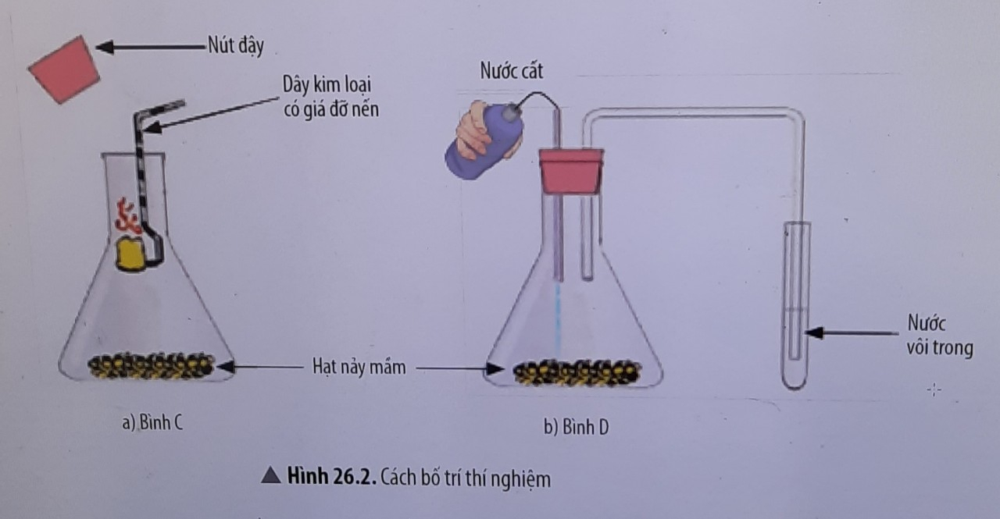 Nút đậy
Dây kim loại
có giá đỡ nến
Nước cất
Nước
vôi trong
Hạt nảy mầm
a) Bình C
b) Bình D
▲ Hình 26.2. Cách bố trí thí nghiệm